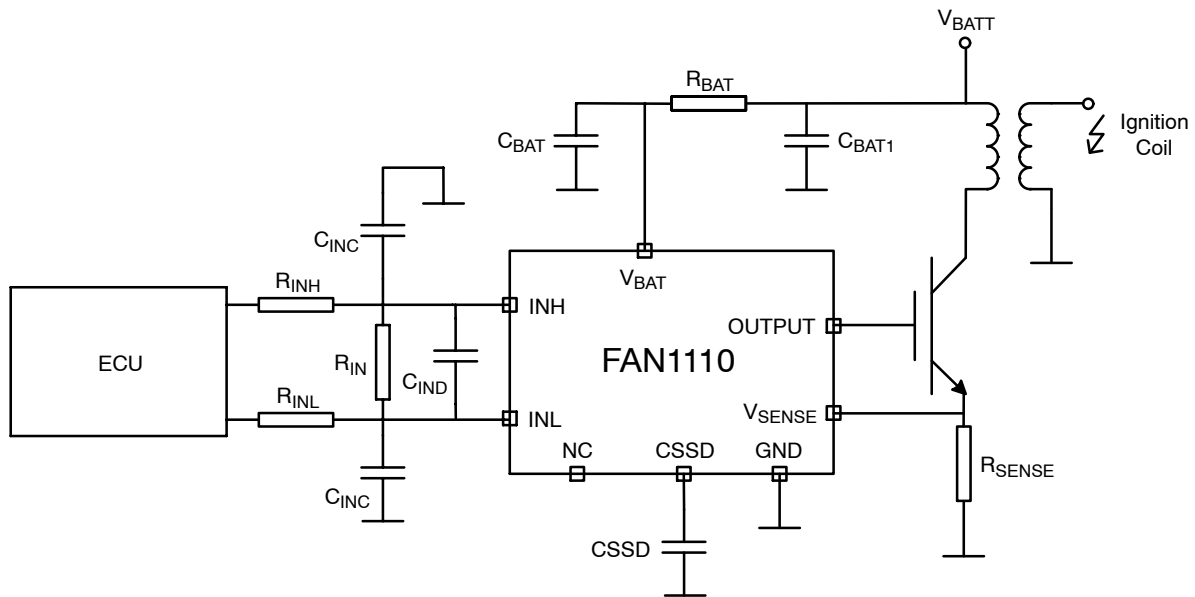 VBATT
RBAT
CBAT
CBAT1
Ignition
Coil
CINC
RINH
VBAT
INH
OUTPUT
ECU
RIN
CIND
FAN1110
RINL
INL
VSENSE
NC
CSSD
GND
RSENSE
CINC
CSSD